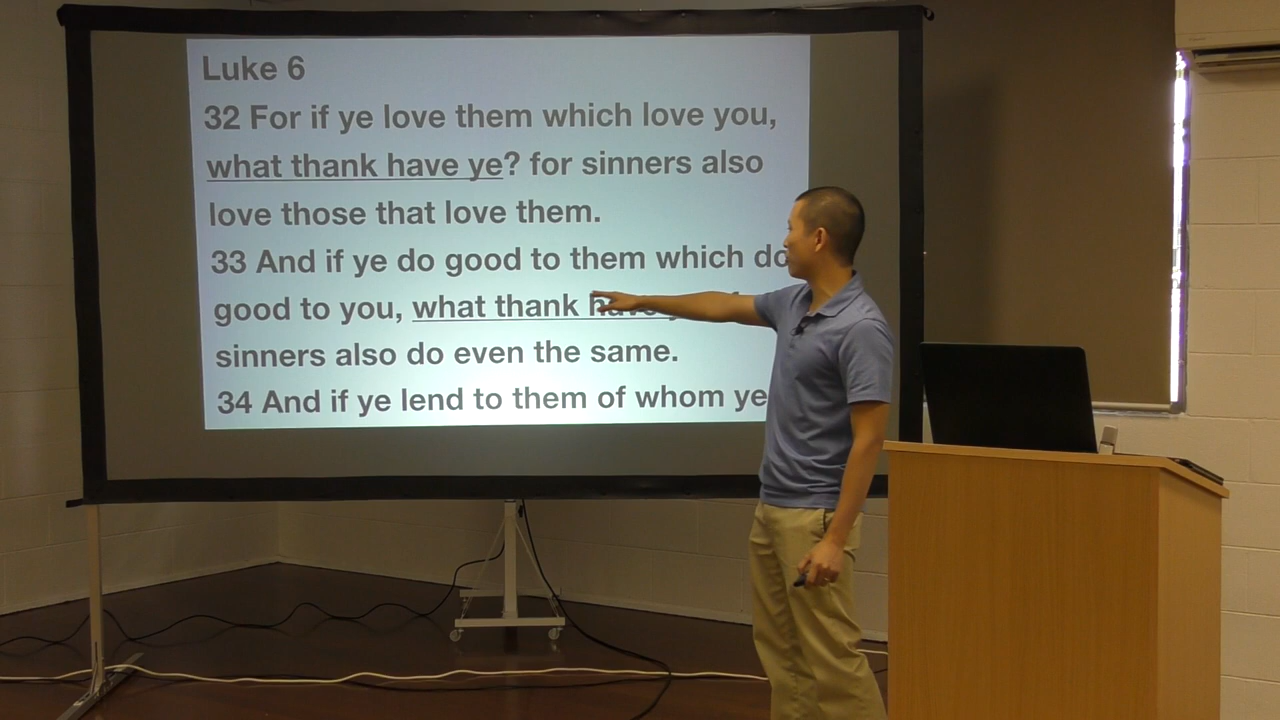 Luke 6
32 For if ye love them which love you,
what thank have ye? for sinners also
love those that love them.
33 And if ye do good to them which do
good to you, what thank have
sinners also do even the same.
34 And if ye lend to them of whom ye